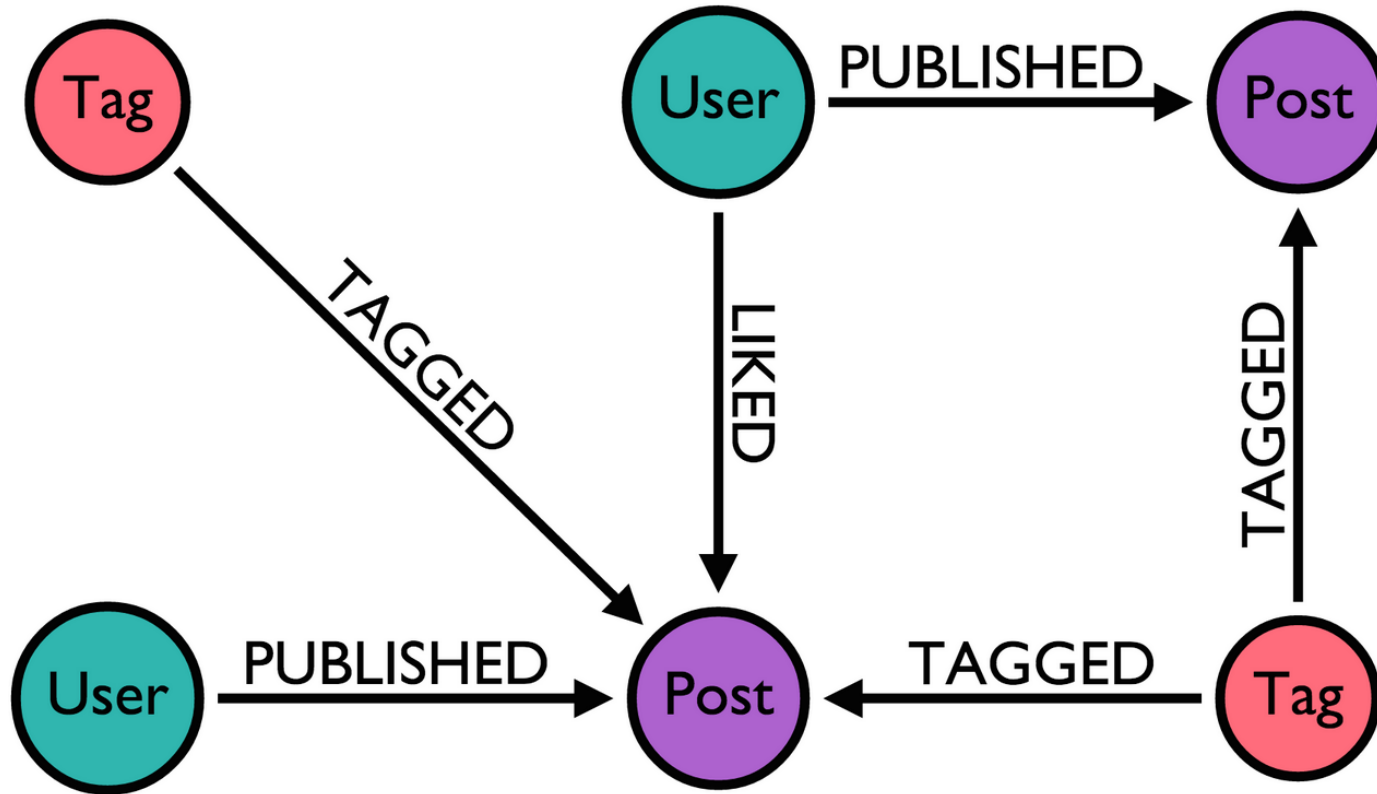 Tag
User
PUBLISHED
Post
TAGGED
LIKED
TAGGED
User
PUBLISHED
Post
TAGGED
Tag